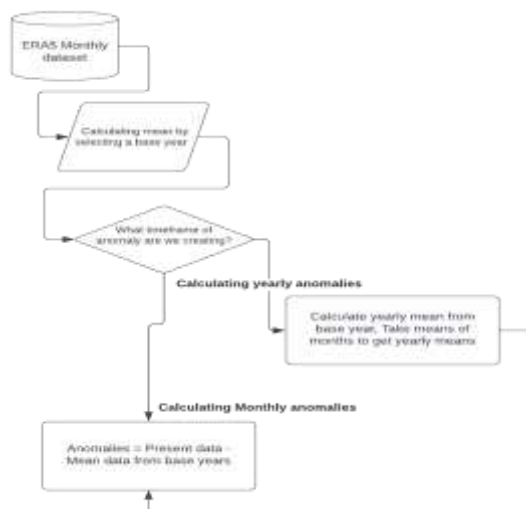 ERA5 Monthly
dataset
Calculating mean by
selecting a base year
What timeframe of
anomaly are we creating?
Calculating yearly anomalies
Calculate yearly mean from
base year, Take means of
months to get yearly means
Calculating Monthly anomalies
Anomalies = Present data -
Mean data from base years